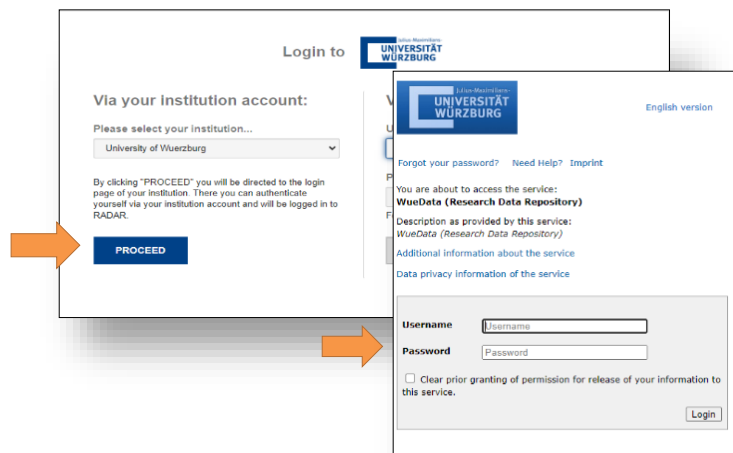 Login to
Julius-Maximilians-
UNIVERSITÄT
WÜRZBURG
Via your institution account:
Please select your institution...
University of Wuerzburg
By clicking "PROCEED" you will be directed to the login
page of your institution. There you can authenticate
yourself via your institution account and will be logged in to
RADAR.
PROCEED
Julius-Maximilians-
UNIVERSITÄT
WÜRZBURG
English version
Forgot your password? Need Help? Imprint
You are about to access the service:
WueData (Research Data Repository)
Description as provided by this service:
WueData (Research Data Repository)
Additional information about the service
Data privacy information of the service
Username
Username
Password
Password
Clear prior granting of permission for release of your information to
this service.
Login